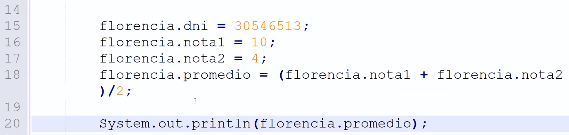 14
15 florencia.dni = 30546513;
16 florencia.nota1 = 10;
17 florencia.nota2 = 4;
18 florencia.promedio = (florencia.nota1 + florencia.nota2
)/2;
19
20 System.out.println(florencia.promedio);